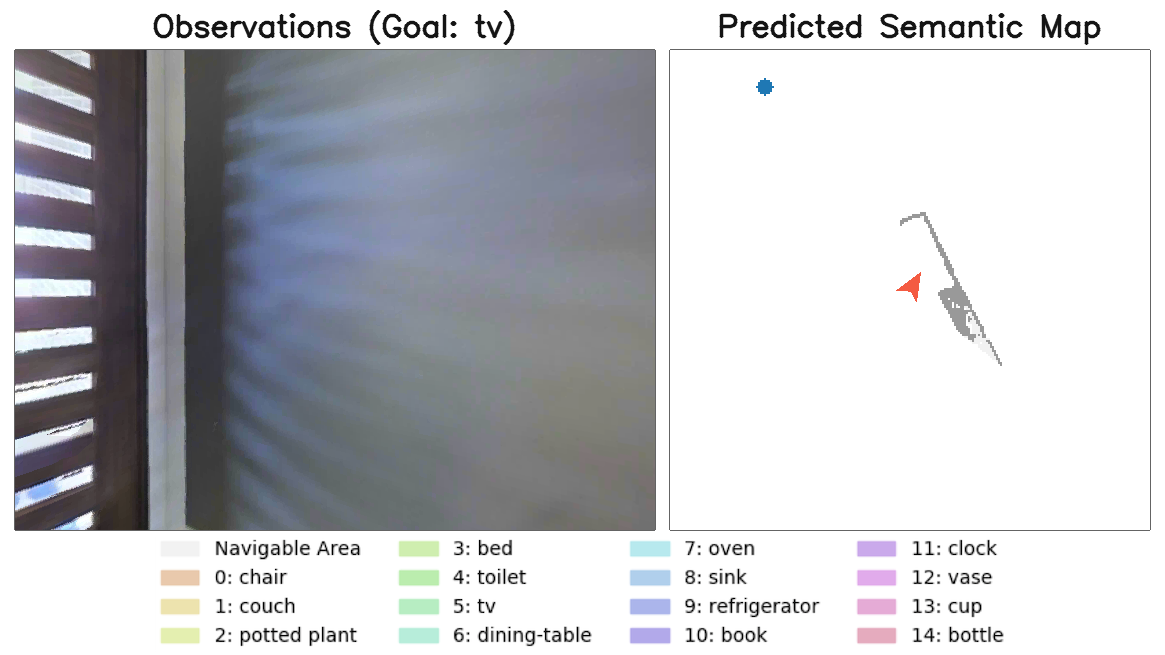 Observations (Goal: tv)
Predicted Semantic Map
Navigable Area
0: chair
1: couch
2: potted plant
3: bed
4: toilet
5: tv
6: dining-table
7: oven
8: sink
9: refrigerator
10: book
11: clock
12: vase
13: cup
14: bottle